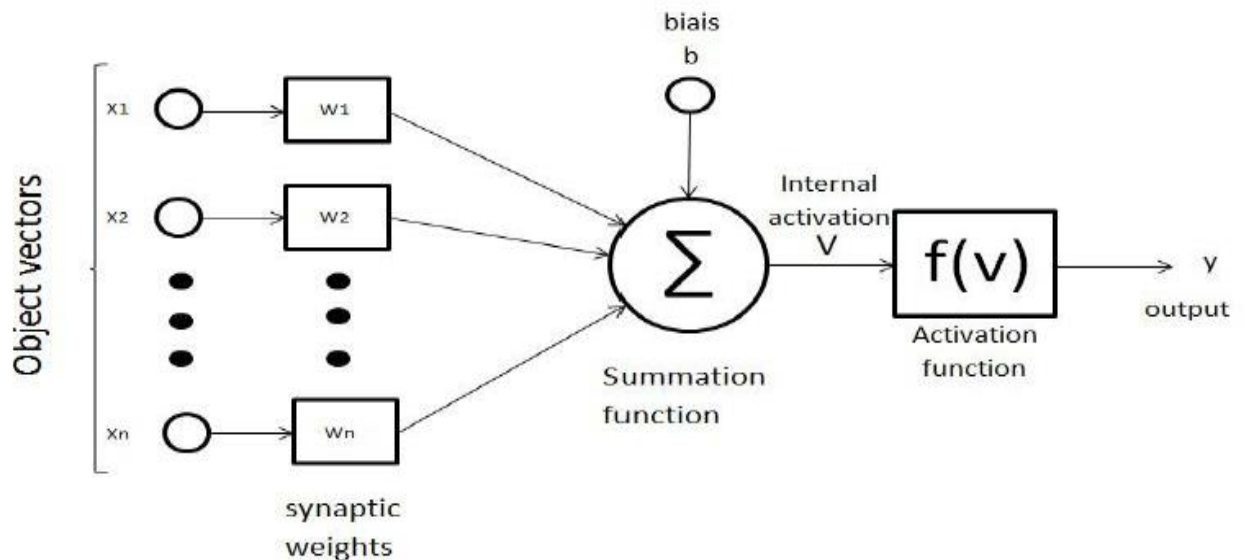 biais
b
Object vectors
X1
W1
X2
W2
Xn
Wn
synaptic
weights
∑
Summation
function
Internal
activation
V
f(v)
Activation
function
y
output